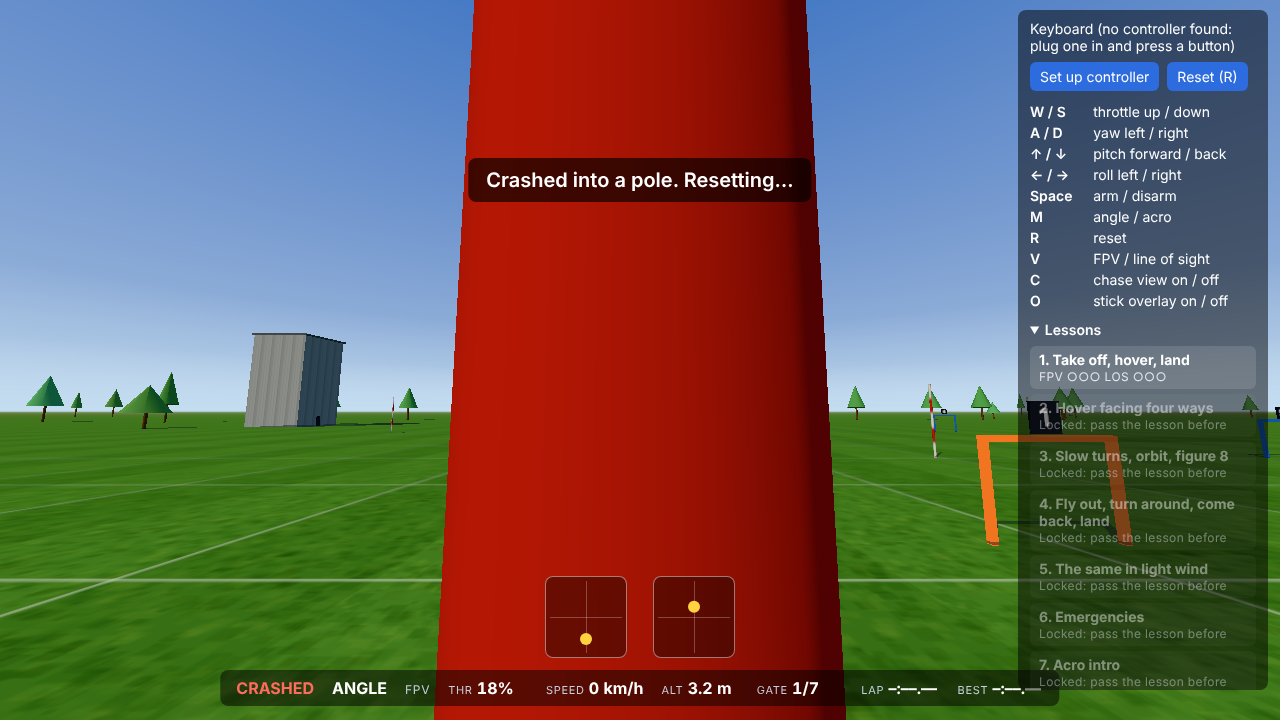 Keyboard (no controller found:
plug one in and press a button)
Set up controller
Reset (R)
W / S throttle up / down
A / D yaw left / right
↑ / ↓ pitch forward / back
← / → roll left / right
Space arm / disarm
M angle / acro
R reset
V FPV / line of sight
C chase view on / off
O stick overlay on / off
▼ Lessons
1. Take off, hover, land
FPV ○○○ LOS ○○○
2. Hover facing four ways
Locked: pass the lesson before
3. Slow turns, orbit, figure 8
Locked: pass the lesson before
4. Fly out, turn around, come
back, land
Locked: pass the lesson before
5. The same in light wind
Locked: pass the lesson before
6. Emergencies
Locked: pass the lesson before
7. Acro intro
Locked: pass the lesson before
Crashed into a pole. Resetting…
1
CRASHED ANGLE FPV THR 18% SPEED 0 km/h ALT 3.2 m GATE 1/7 LAP –:––.–– BEST –:––.––